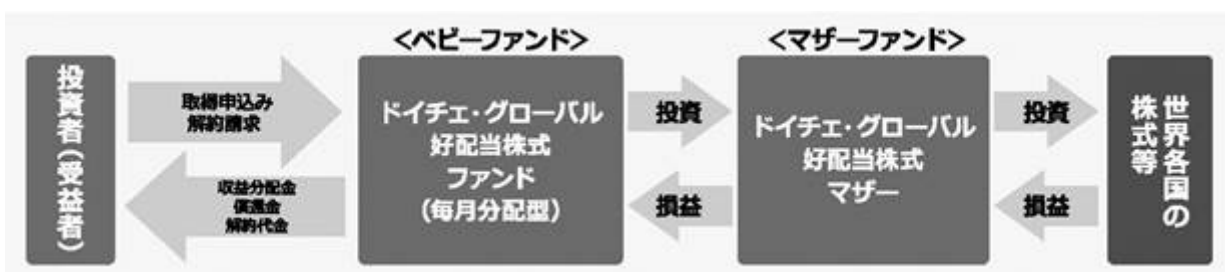 <ベビーファンド>
<マザーファンド>
投資者(受益者)
取得申込み
解約請求
収益分配金
償還金
解約代金
ドイチェ・グローバル
好配当株式
ファンド
(毎月分配型)
投資
損益
ドイチェ・グローバル
好配当株式
マザー
投資
損益
世界各国の
株式等